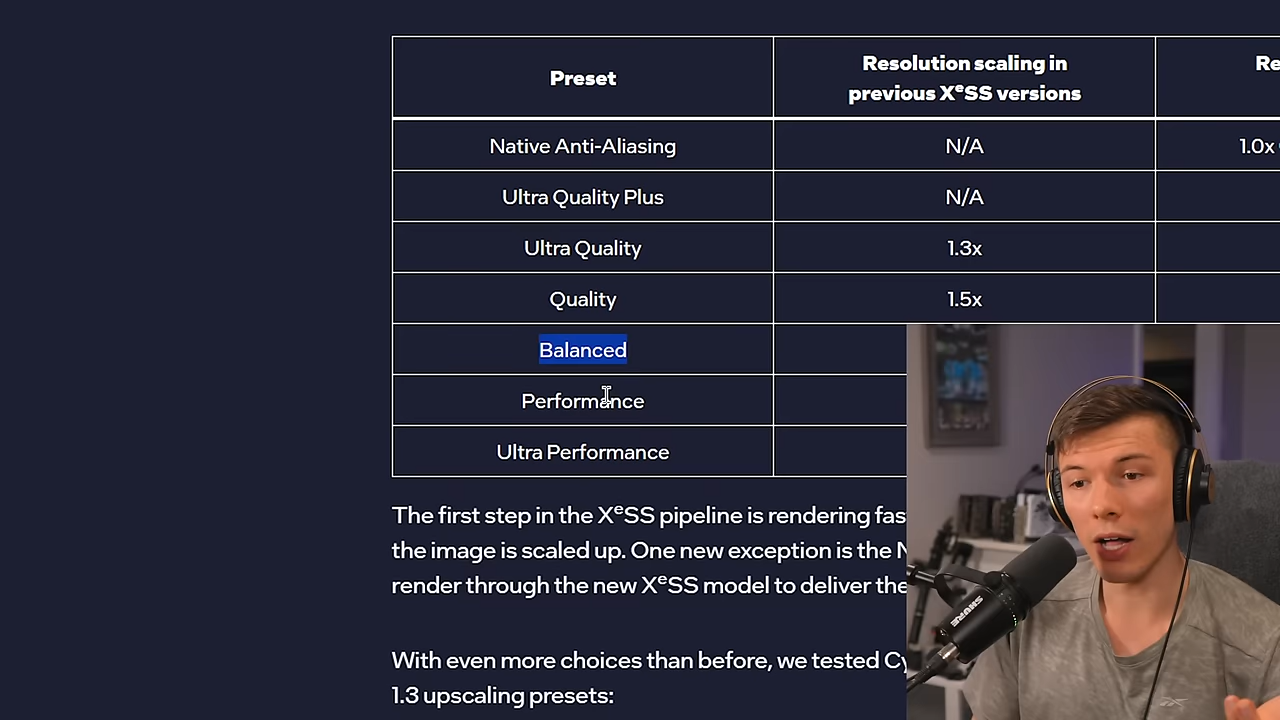 Preset
Resolution scaling in
previous XᵉSS versions
Re
Native Anti-Aliasing
N/A
1.0x
Ultra Quality Plus
N/A
Ultra Quality
1.3x
Quality
1.5x
Balanced
Performance
Ultra Performance
The first step in the XᵉSS pipeline is rendering fas
the image is scaled up. One new exception is the N
render through the new XᵉSS model to deliver the
With even more choices than before, we tested Cy
1.3 upscaling presets:
SHURE
Reebok